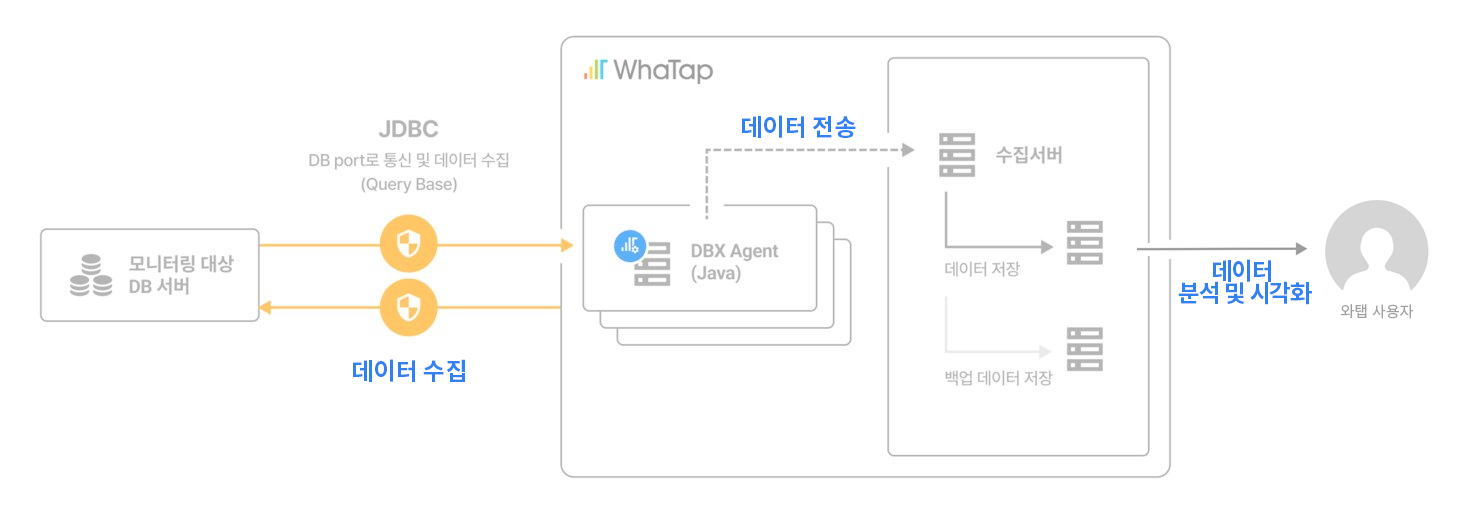 WhaTap
JDBC
DB port로 통신 및 데이터 수집
(Query Base)
데이터 전송
수집서버
모니터링 대상
DB 서버
DBX Agent
(Java)
데이터 저장
데이터
분석 및 시각화
와탭 사용자
데이터 수집
백업 데이터 저장